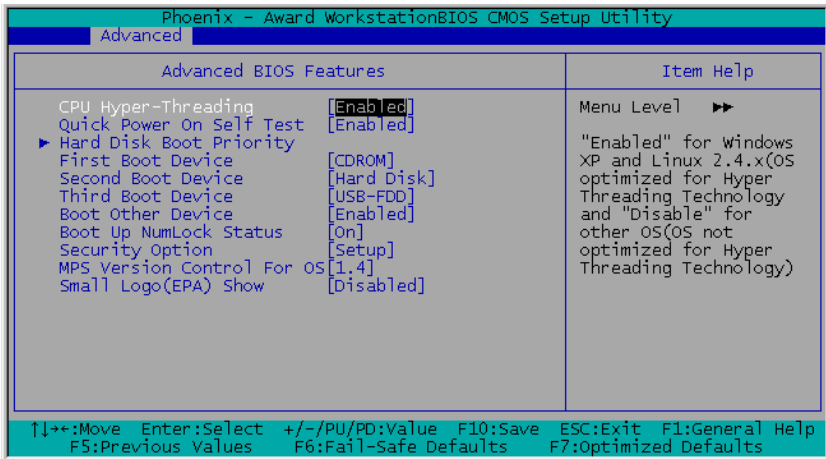 Phoenix - Award WorkstationBIOS CMOS Setup Utility
Advanced
Advanced BIOS Features
Item Help
CPU Hyper-Threading [Enabled]
Quick Power On Self Test [Enabled]
▶ Hard Disk Boot Priority
First Boot Device [CDROM]
Second Boot Device [Hard Disk]
Third Boot Device [USB-FDD]
Boot Other Device [Enabled]
Boot Up NumLock Status [On]
Security Option [Setup]
MPS Version Control For OS[1.4]
Small Logo(EPA) Show [Disabled]
Menu Level ▶▶
"Enabled" for Windows
XP and Linux 2.4.x(OS
optimized for Hyper
Threading Technology
and "Disable" for
other OS(OS not
optimized for Hyper
Threading Technology)
↑↓→←:Move Enter:Select +/-/PU/PD:Value F10:Save ESC:Exit F1:General Help
F5:Previous Values F6:Fail-Safe Defaults F7:Optimized Defaults